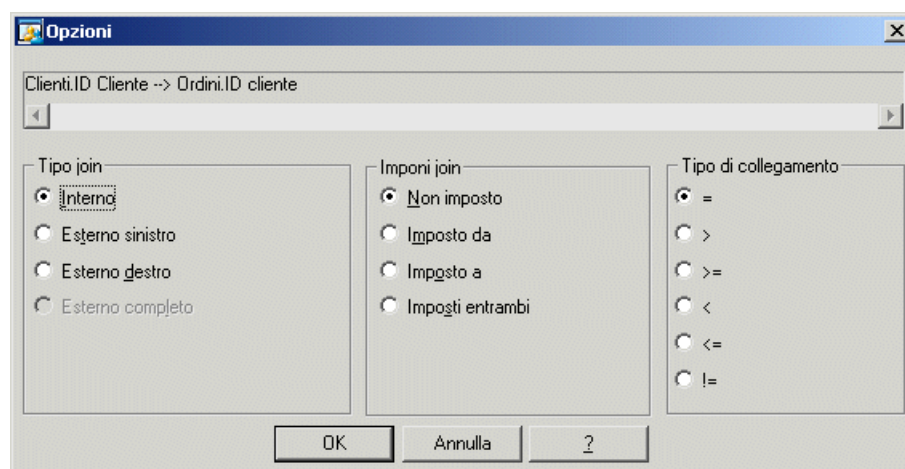 Opzioni
Clienti.ID Cliente --> Ordini.ID cliente
Tipo join
Interno
Esterno sinistro
Esterno destro
Esterno completo
Imponi join
Non imposto
Imposto da
Imposto a
Imposti entrambi
Tipo di collegamento
=
>
>=
<
<=
!=
OK
Annulla
?